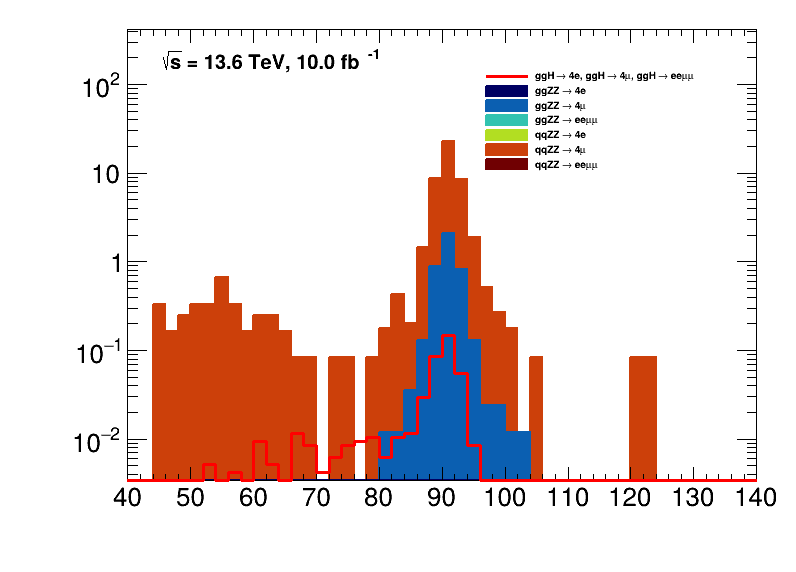 √s = 13.6 TeV, 10.0 fb⁻¹
ggH → 4e, ggH → 4μ, ggH → eeμμ
ggZZ → 4e
ggZZ → 4μ
ggZZ → eeμμ
qqZZ → 4e
qqZZ → 4μ
qqZZ → eeμμ
10²
10
1
10⁻¹
10⁻²
40 50 60 70 80 90 100 110 120 130 140